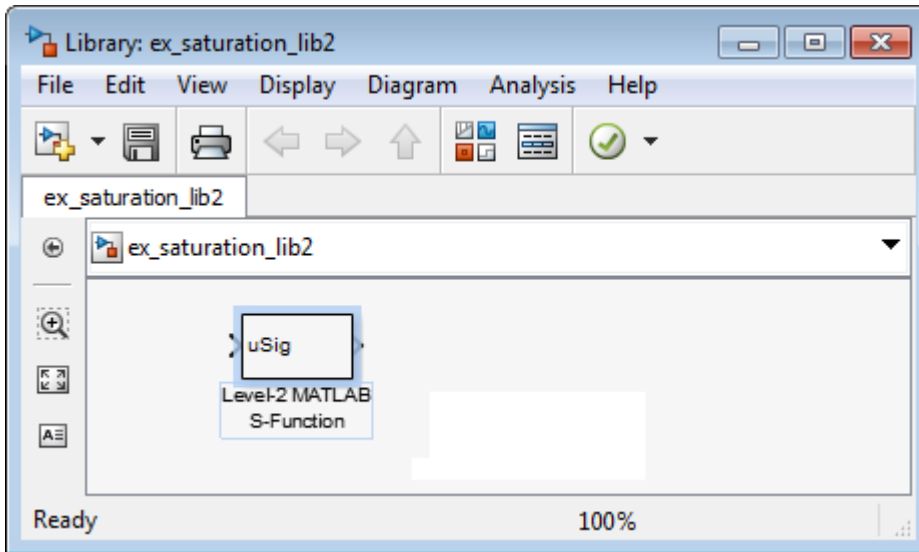 Library: ex_saturation_lib2
File Edit View Display Diagram Analysis Help
ex_saturation_lib2
ex_saturation_lib2
uSig
Level-2 MATLAB
S-Function
A
Ready 100%